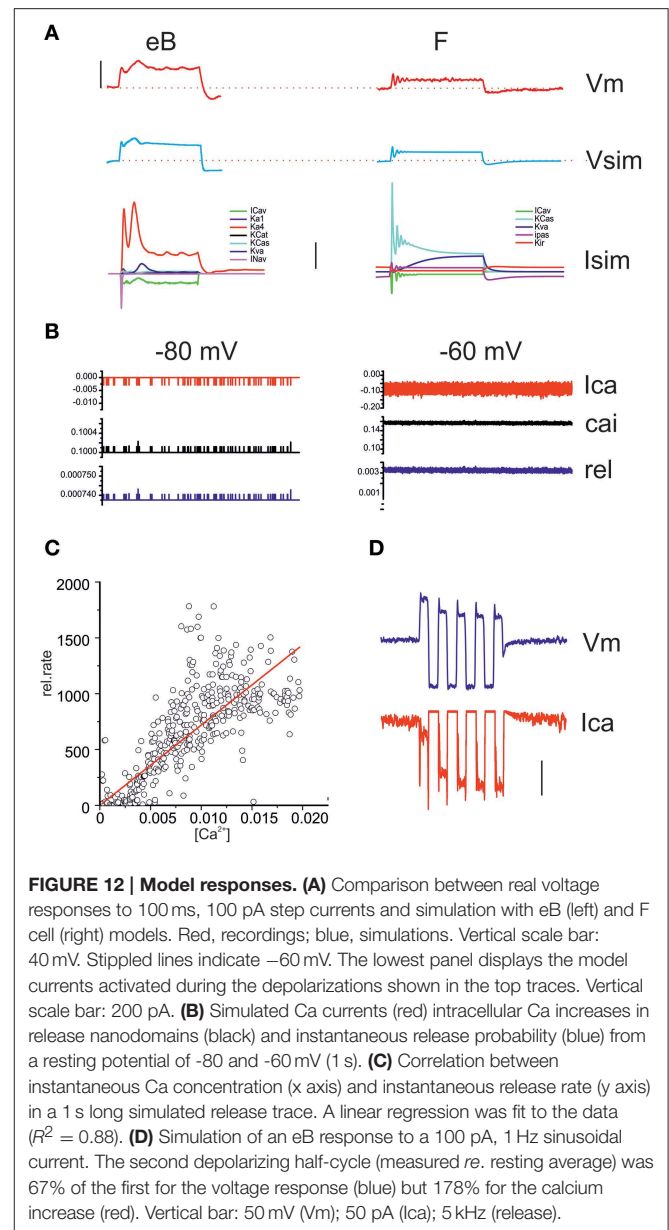 A
eB
F
Vm
Vsim
ICav
Ka1
Ka4
KCat
KCas
Kva
INav
ICav
KCas
Kva
ipas
Kir
Isim
B
-80 mV
-60 mV
0.000
-0.005
-0.010
0.00
-0.10
-0.20
Ica
0.1004
0.1000
0.14
0.10
cai
0.000750
0.000740
0.003
0.001
rel
C
D
2000
1500
1000
500
0
rel.rate
0
0.005
0.010
0.015
0.020
[Ca²⁺]
Vm
Ica
FIGURE 12 | Model responses. (A) Comparison between real voltage
responses to 100 ms, 100 pA step currents and simulation with eB (left) and F
cell (right) models. Red, recordings; blue, simulations. Vertical scale bar:
40 mV. Stippled lines indicate −60 mV. The lowest panel displays the model
currents activated during the depolarizations shown in the top traces. Vertical
scale bar: 200 pA. (B) Simulated Ca currents (red) intracellular Ca increases in
release nanodomains (black) and instantaneous release probability (blue) from
a resting potential of -80 and -60 mV (1 s). (C) Correlation between
instantaneous Ca concentration (x axis) and instantaneous release rate (y axis)
in a 1 s long simulated release trace. A linear regression was fit to the data
(R² = 0.88). (D) Simulation of an eB response to a 100 pA, 1 Hz sinusoidal
current. The second depolarizing half-cycle (measured re. resting average) was
67% of the first for the voltage response (blue) but 178% for the calcium
increase (red). Vertical bar: 50 mV (Vm); 50 pA (Ica); 5 kHz (release).